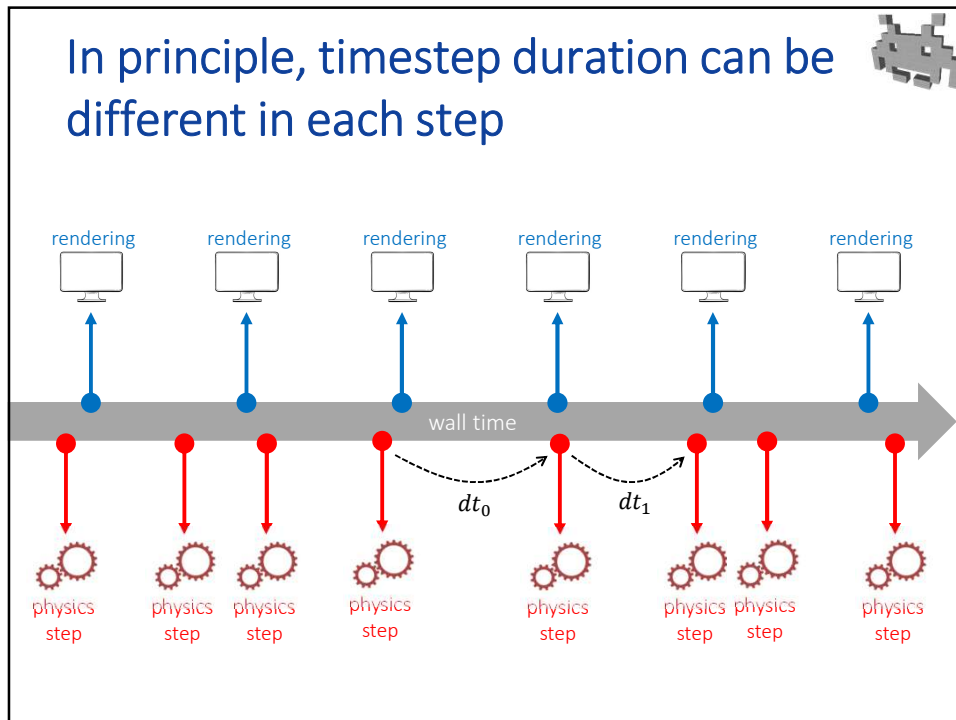 In principle, timestep duration can be
different in each step
rendering rendering rendering rendering rendering rendering
wall time
dt₀ dt₁
physics physics physics physics physics physics physics physics
step step step step step step step step